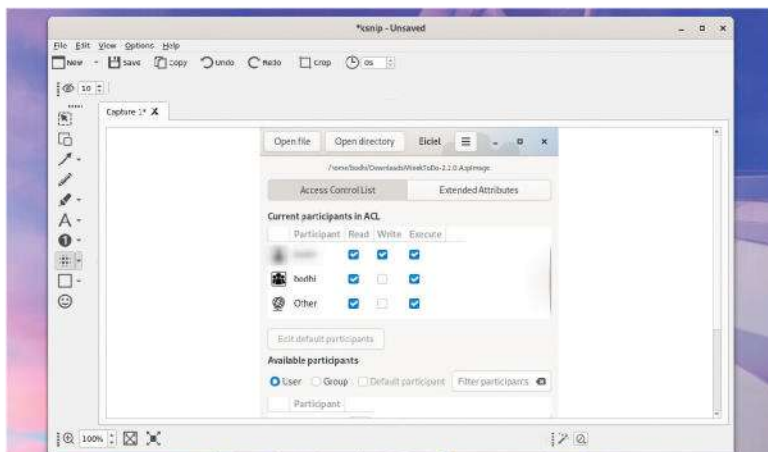 *ksnip - Unsaved
File Edit View Options Help
New Save Copy Undo Redo Crop 0s
10
Capture 1* X
Open file Open directory Eiciel
/home/bodhi/Downloads/WeekToDo-2.2.0.AppImage
Access Control List Extended Attributes
Current participants in ACL
Participant Read Write Execute
bodhi
Other
Edit default participants
Available participants
User Group Default participant Filter participants
Participant
100%